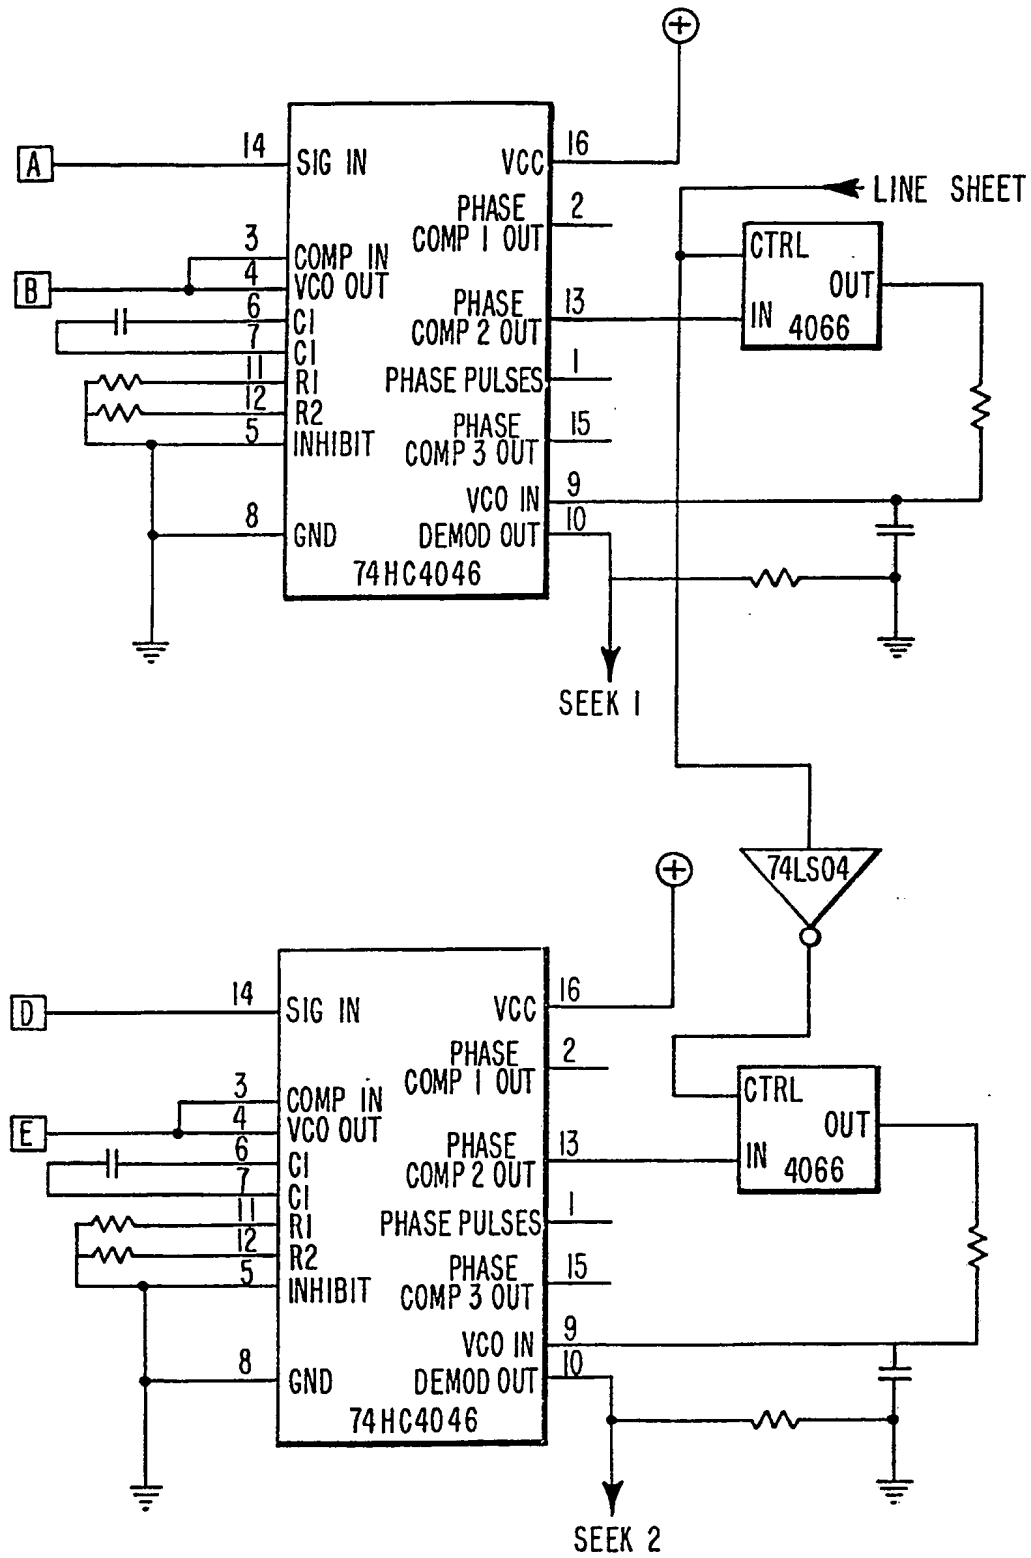 A
14
SIG IN
VCC
16
LINE SHEET
PHASE
COMP 1 OUT
2
3
COMP IN
CTRL
B
4
VCO OUT
OUT
6
C1
PHASE
COMP 2 OUT
13
IN
4066
7
C1
11
R1
PHASE PULSES
1
12
R2
PHASE
COMP 3 OUT
15
5
INHIBIT
VCO IN
9
8
GND
DEMOD OUT
10
74HC4046
SEEK 1
74LS04
D
14
SIG IN
VCC
16
PHASE
COMP 1 OUT
2
3
COMP IN
CTRL
E
4
VCO OUT
OUT
6
C1
PHASE
COMP 2 OUT
13
IN
4066
7
C1
11
R1
PHASE PULSES
1
12
R2
PHASE
COMP 3 OUT
15
5
INHIBIT
VCO IN
9
8
GND
DEMOD OUT
10
74HC4046
SEEK 2